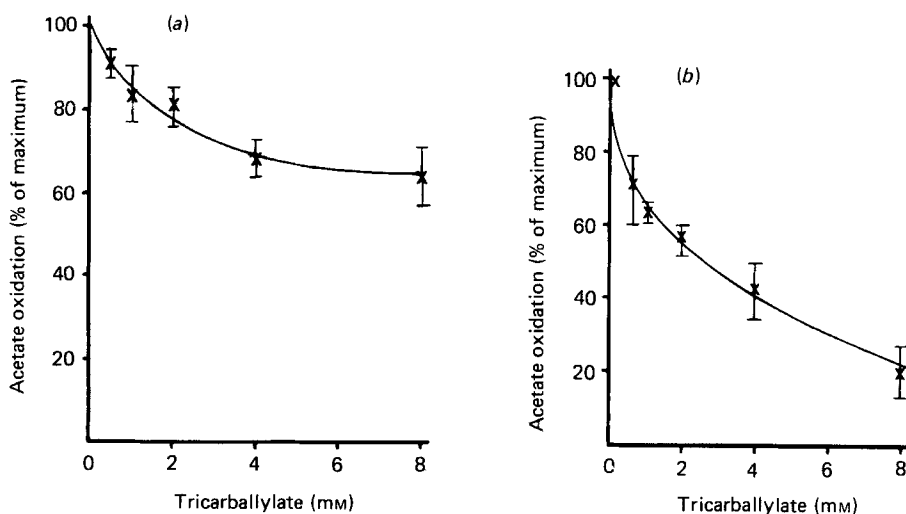 (a)
100
80
60
40
20
0 2 4 6 8
Acetate oxidation (% of maximum)
Tricarballylate (mM)
(b)
100
80
60
40
20
0 2 4 6 8
Acetate oxidation (% of maximum)
Tricarballylate (mM)